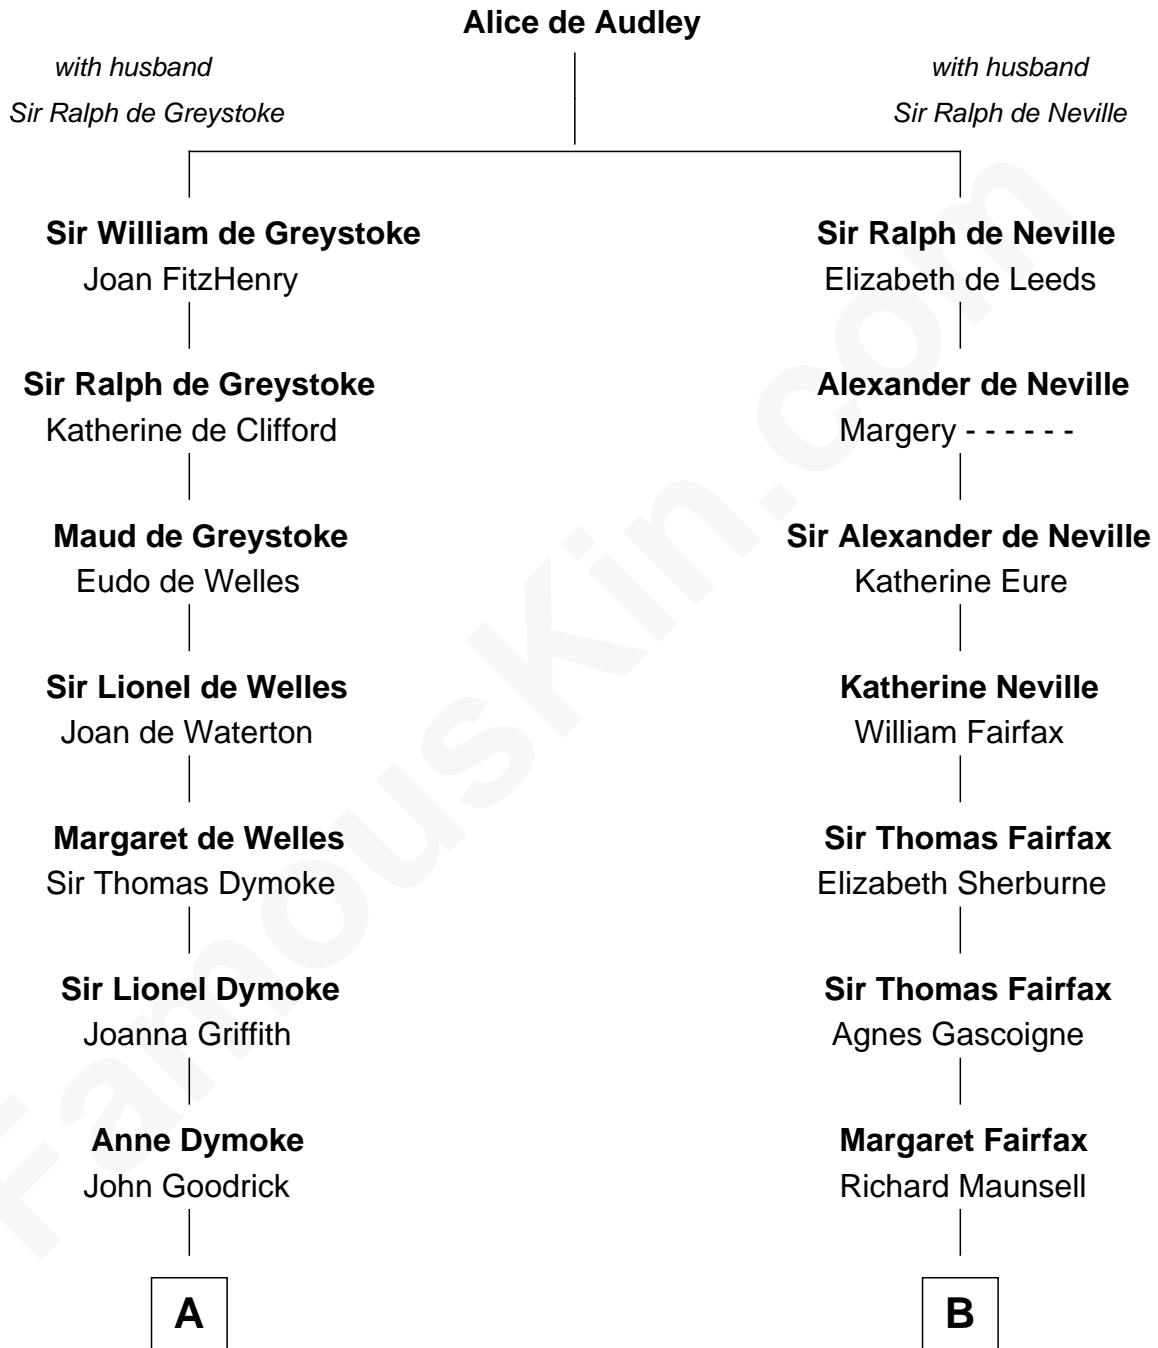 Alice de Audley
with husband
Sir Ralph de Greystoke
with husband
Sir Ralph de Neville
Sir William de Greystoke
Joan FitzHenry
Sir Ralph de Greystoke
Katherine de Clifford
Maud de Greystoke
Eudo de Welles
Sir Lionel de Welles
Joan de Waterton
Margaret de Welles
Sir Thomas Dymoke
Sir Lionel Dymoke
Joanna Griffith
Anne Dymoke
John Goodrick
A
Sir Ralph de Neville
Elizabeth de Leeds
Alexander de Neville
Margery - - - - - -
Sir Alexander de Neville
Katherine Eure
Katherine Neville
William Fairfax
Sir Thomas Fairfax
Elizabeth Sherburne
Sir Thomas Fairfax
Agnes Gascoigne
Margaret Fairfax
Richard Maunsell
B
FamousKin.com